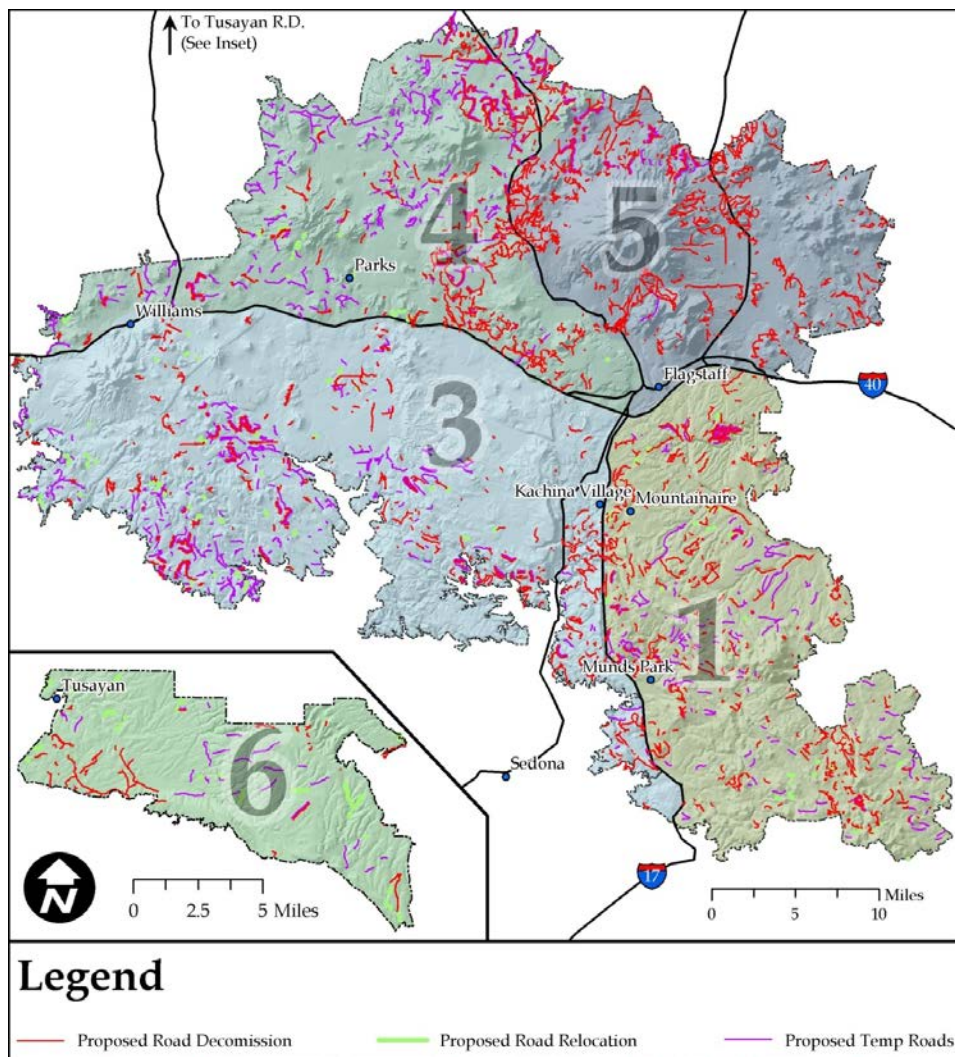 To Tusayan R.D.
(See Inset)
4
5
Parks
Williams
Flagstaff
40
3
Kachina Village
Mountainaire
1
Munds Park
Tusayan
6
Sedona
N
0 2.5 5 Miles
17
0 5 10 Miles
Legend
Proposed Road Decomission Proposed Road Relocation Proposed Temp Roads